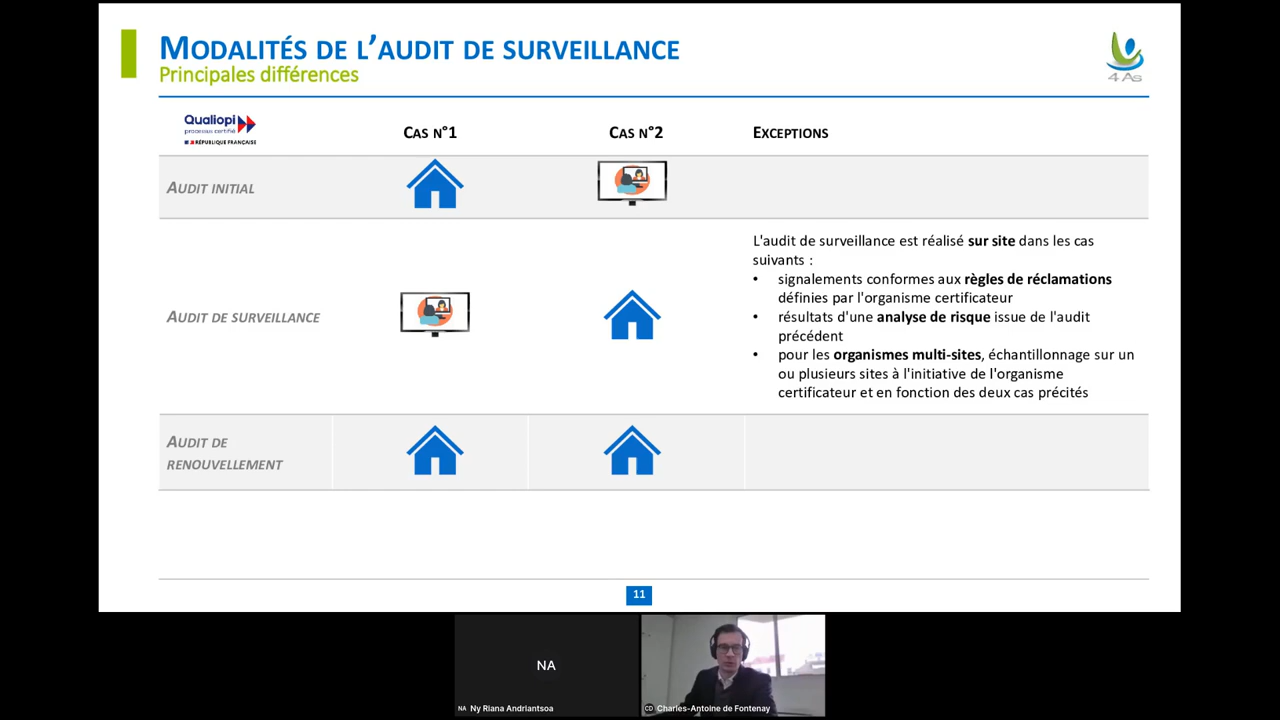 MODALITÉS DE L'AUDIT DE SURVEILLANCE
Principales différences
4 As
Qualiopi
processus certifié
RÉPUBLIQUE FRANÇAISE
CAS N°1
CAS N°2
EXCEPTIONS
AUDIT INITIAL
AUDIT DE SURVEILLANCE
L'audit de surveillance est réalisé sur site dans les cas
suivants :
• signalements conformes aux règles de réclamations
définies par l'organisme certificateur
• résultats d'une analyse de risque issue de l'audit
précédent
• pour les organismes multi-sites, échantillonnage sur un
ou plusieurs sites à l'initiative de l'organisme
certificateur et en fonction des deux cas précités
AUDIT DE
RENOUVELLEMENT
11
NA
NA Ny Riana Andriantsoa
CD Charles-Antoine de Fontenay